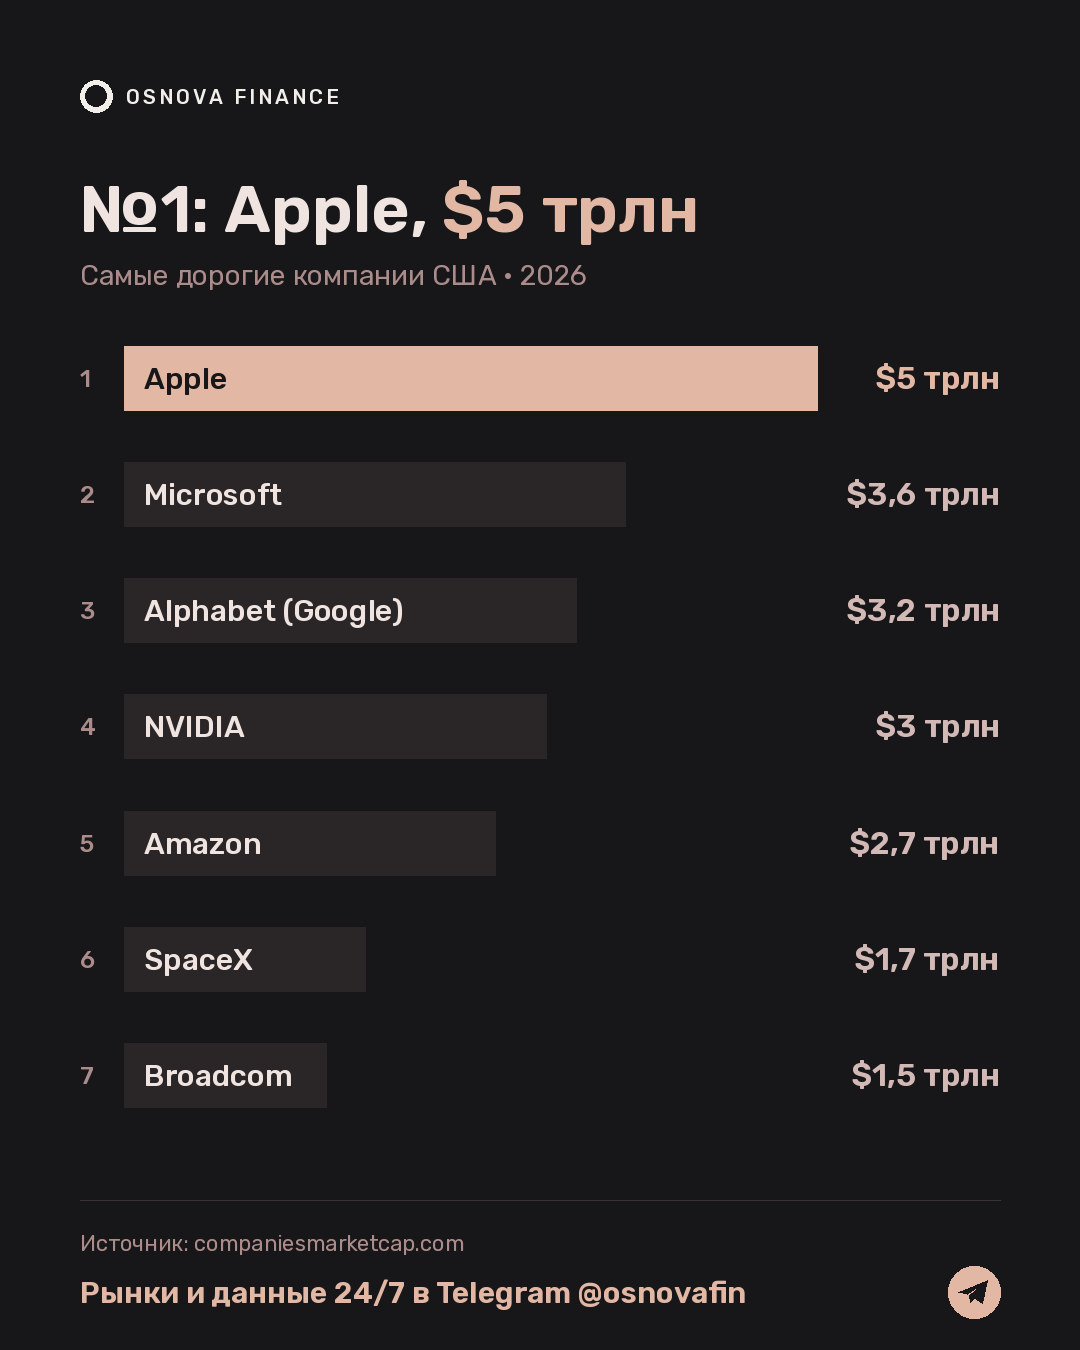 OSNOVA FINANCE
№1: Apple, $5 трлн
Самые дорогие компании США • 2026
1 Apple $5 трлн
2 Microsoft $3,6 трлн
3 Alphabet (Google) $3,2 трлн
4 NVIDIA $3 трлн
5 Amazon $2,7 трлн
6 SpaceX $1,7 трлн
7 Broadcom $1,5 трлн
Источник: companiesmarketcap.com
Рынки и данные 24/7 в Telegram @osnovafin